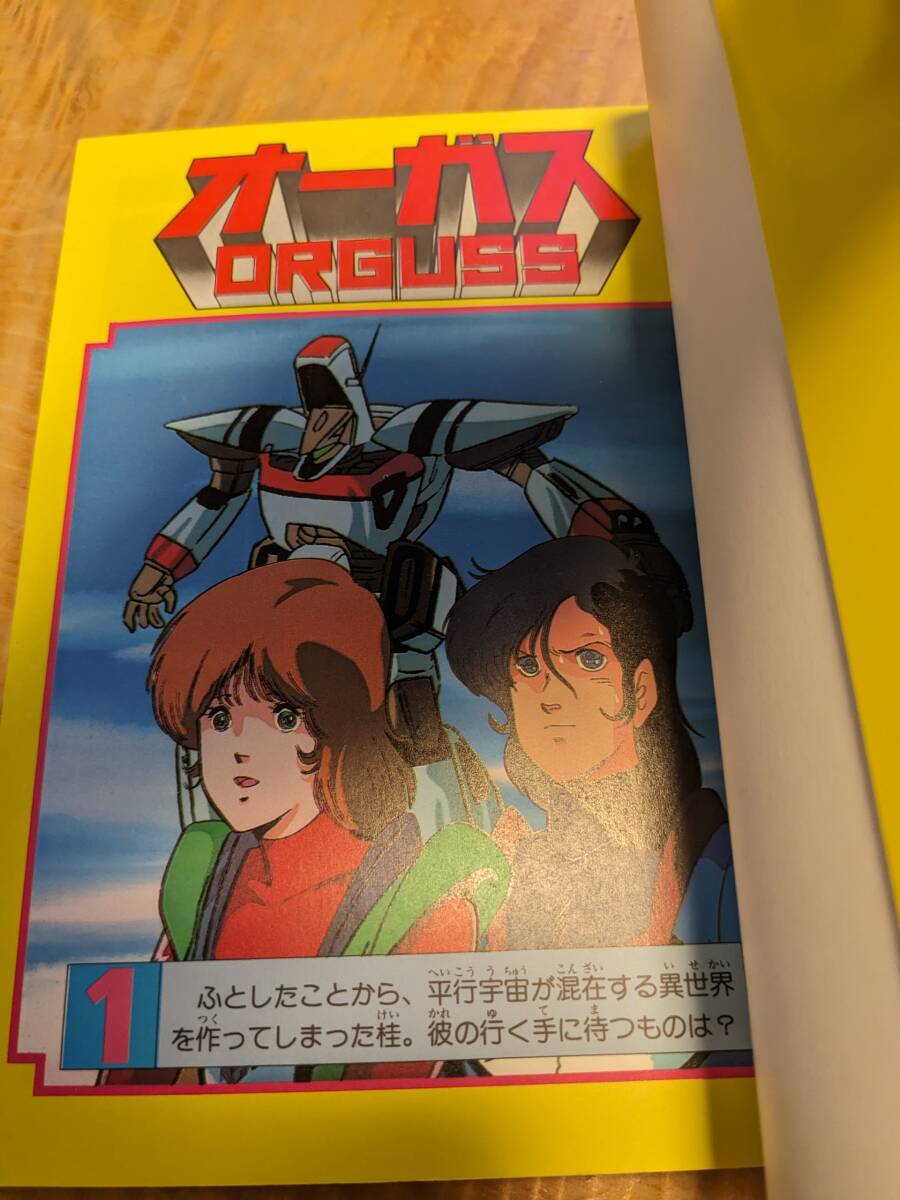 オーガス
ORGUSS
1
ふとしたことから、平行宇宙が混在する異世界
を作ってしまった桂。彼の行く手に待つものは？